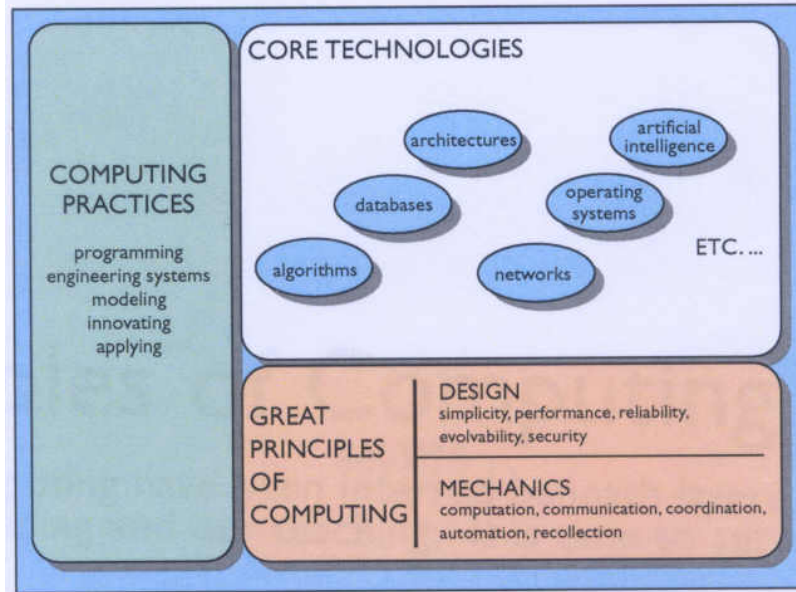 COMPUTING
PRACTICES
programming
engineering systems
modeling
innovating
applying
CORE TECHNOLOGIES
architectures
artificial
intelligence
databases
operating
systems
algorithms
networks
ETC. ...
GREAT
PRINCIPLES
OF
COMPUTING
DESIGN
simplicity, performance, reliability,
evolvability, security
MECHANICS
computation, communication, coordination,
automation, recollection